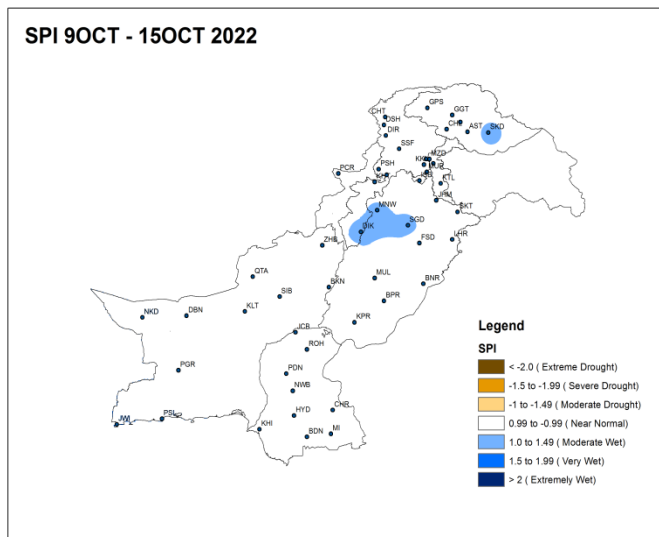 SPI 9OCT - 15OCT 2022
GPS
CHT
GGT
DSH
CHL
AST
SKD
DIR
SSF
MZD
PCR
PSH
KTL
JHM
MNW
SKT
SGD
DIK
FSD
LHR
ZHB
QTA
MUL
BNR
SIB
BKN
BPR
KLT
NKD
DBN
KPR
JCB
ROH
PGR
PDN
NWB
CHR
HYD
PSL
JWI
KHI
BDN
MI
Legend
SPI
< -2.0 ( Extreme Drought)
-1.5 to -1.99 ( Severe Drought)
-1 to -1.49 ( Moderate Drought)
0.99 to -0.99 ( Near Normal)
1.0 to 1.49 ( Moderate Wet)
1.5 to 1.99 ( Very Wet)
> 2 ( Extremely Wet)